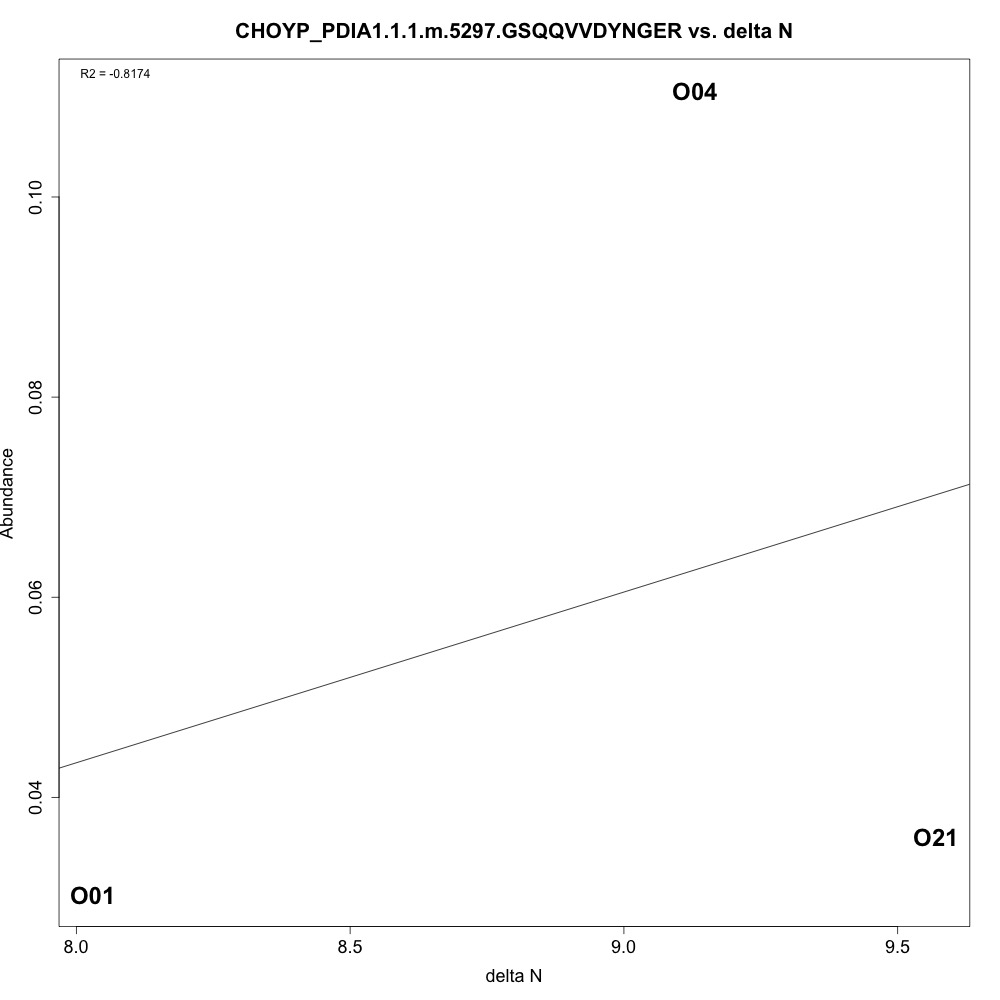 CHOYP_PDIA1.1.1.m.5297.GSQQVVDYNGER vs. delta N
R2 = -0.8174
O04
0.10
0.08
Abundance
0.06
0.04
O21
O01
8.0 8.5 9.0 9.5
delta N